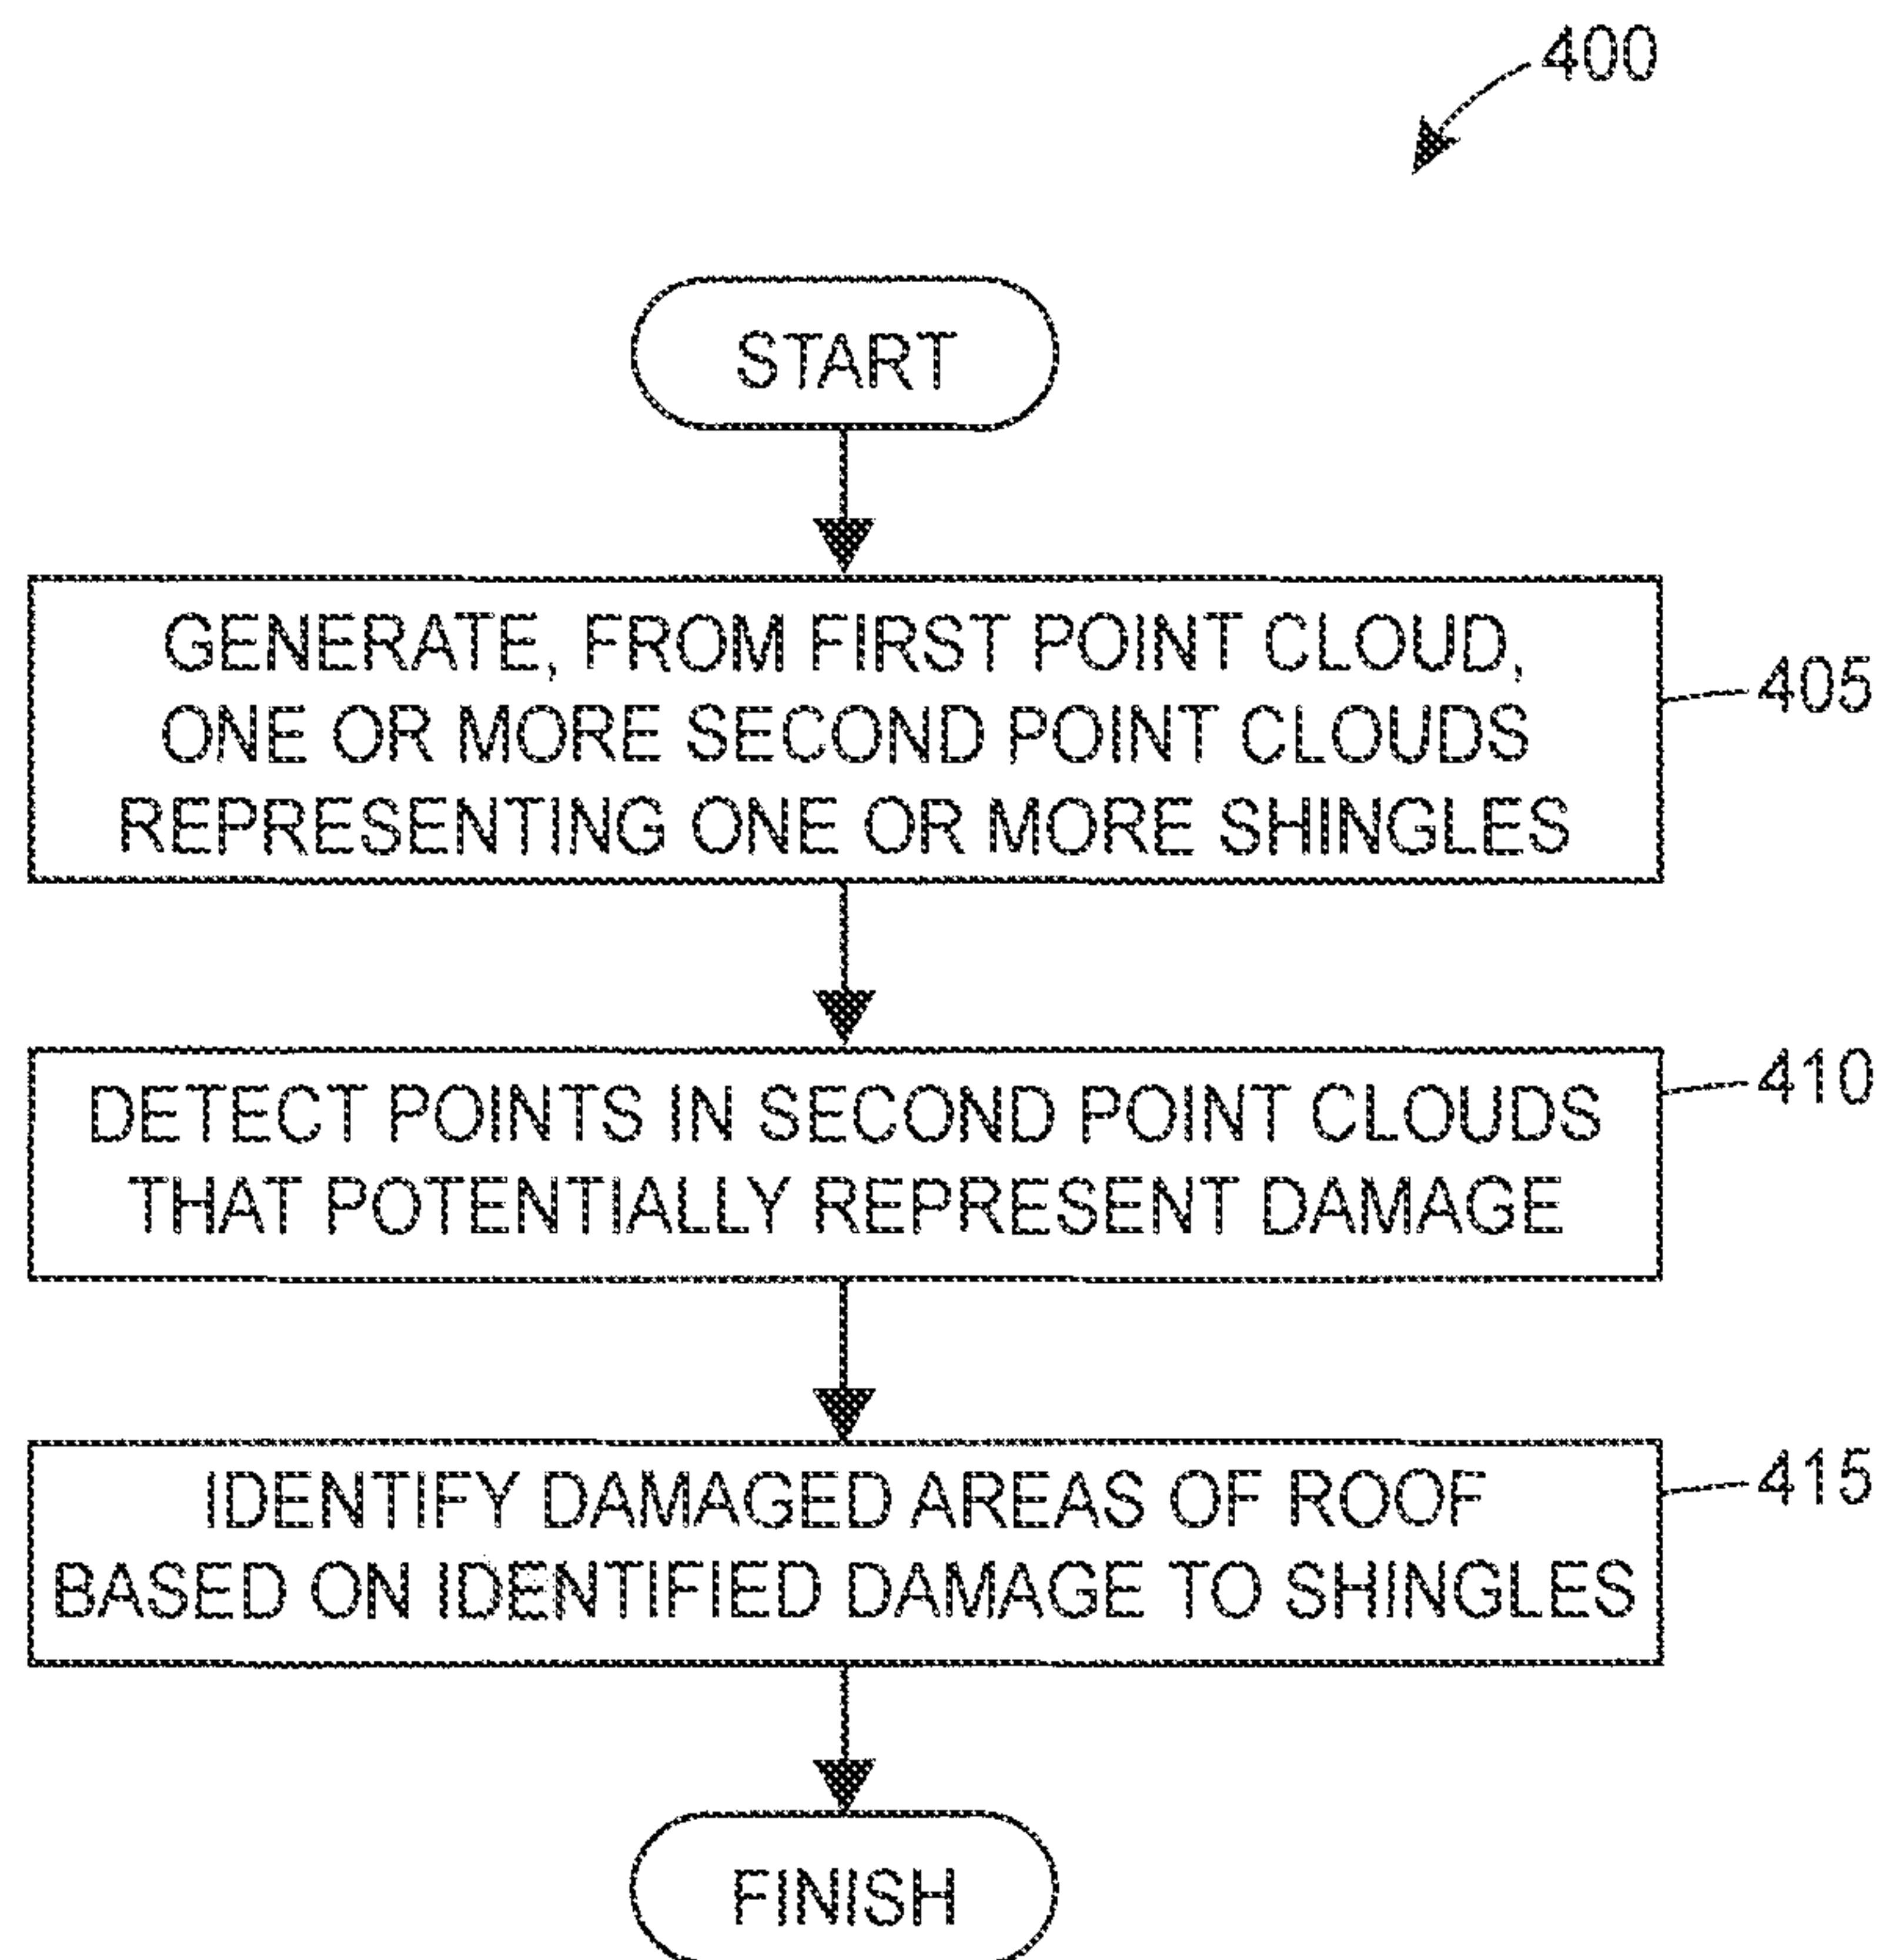 400
START
GENERATE, FROM FIRST POINT CLOUD,
ONE OR MORE SECOND POINT CLOUDS
REPRESENTING ONE OR MORE SHINGLES
405
DETECT POINTS IN SECOND POINT CLOUDS
THAT POTENTIALLY REPRESENT DAMAGE
410
IDENTIFY DAMAGED AREAS OF ROOF
BASED ON IDENTIFIED DAMAGE TO SHINGLES
415
FINISH